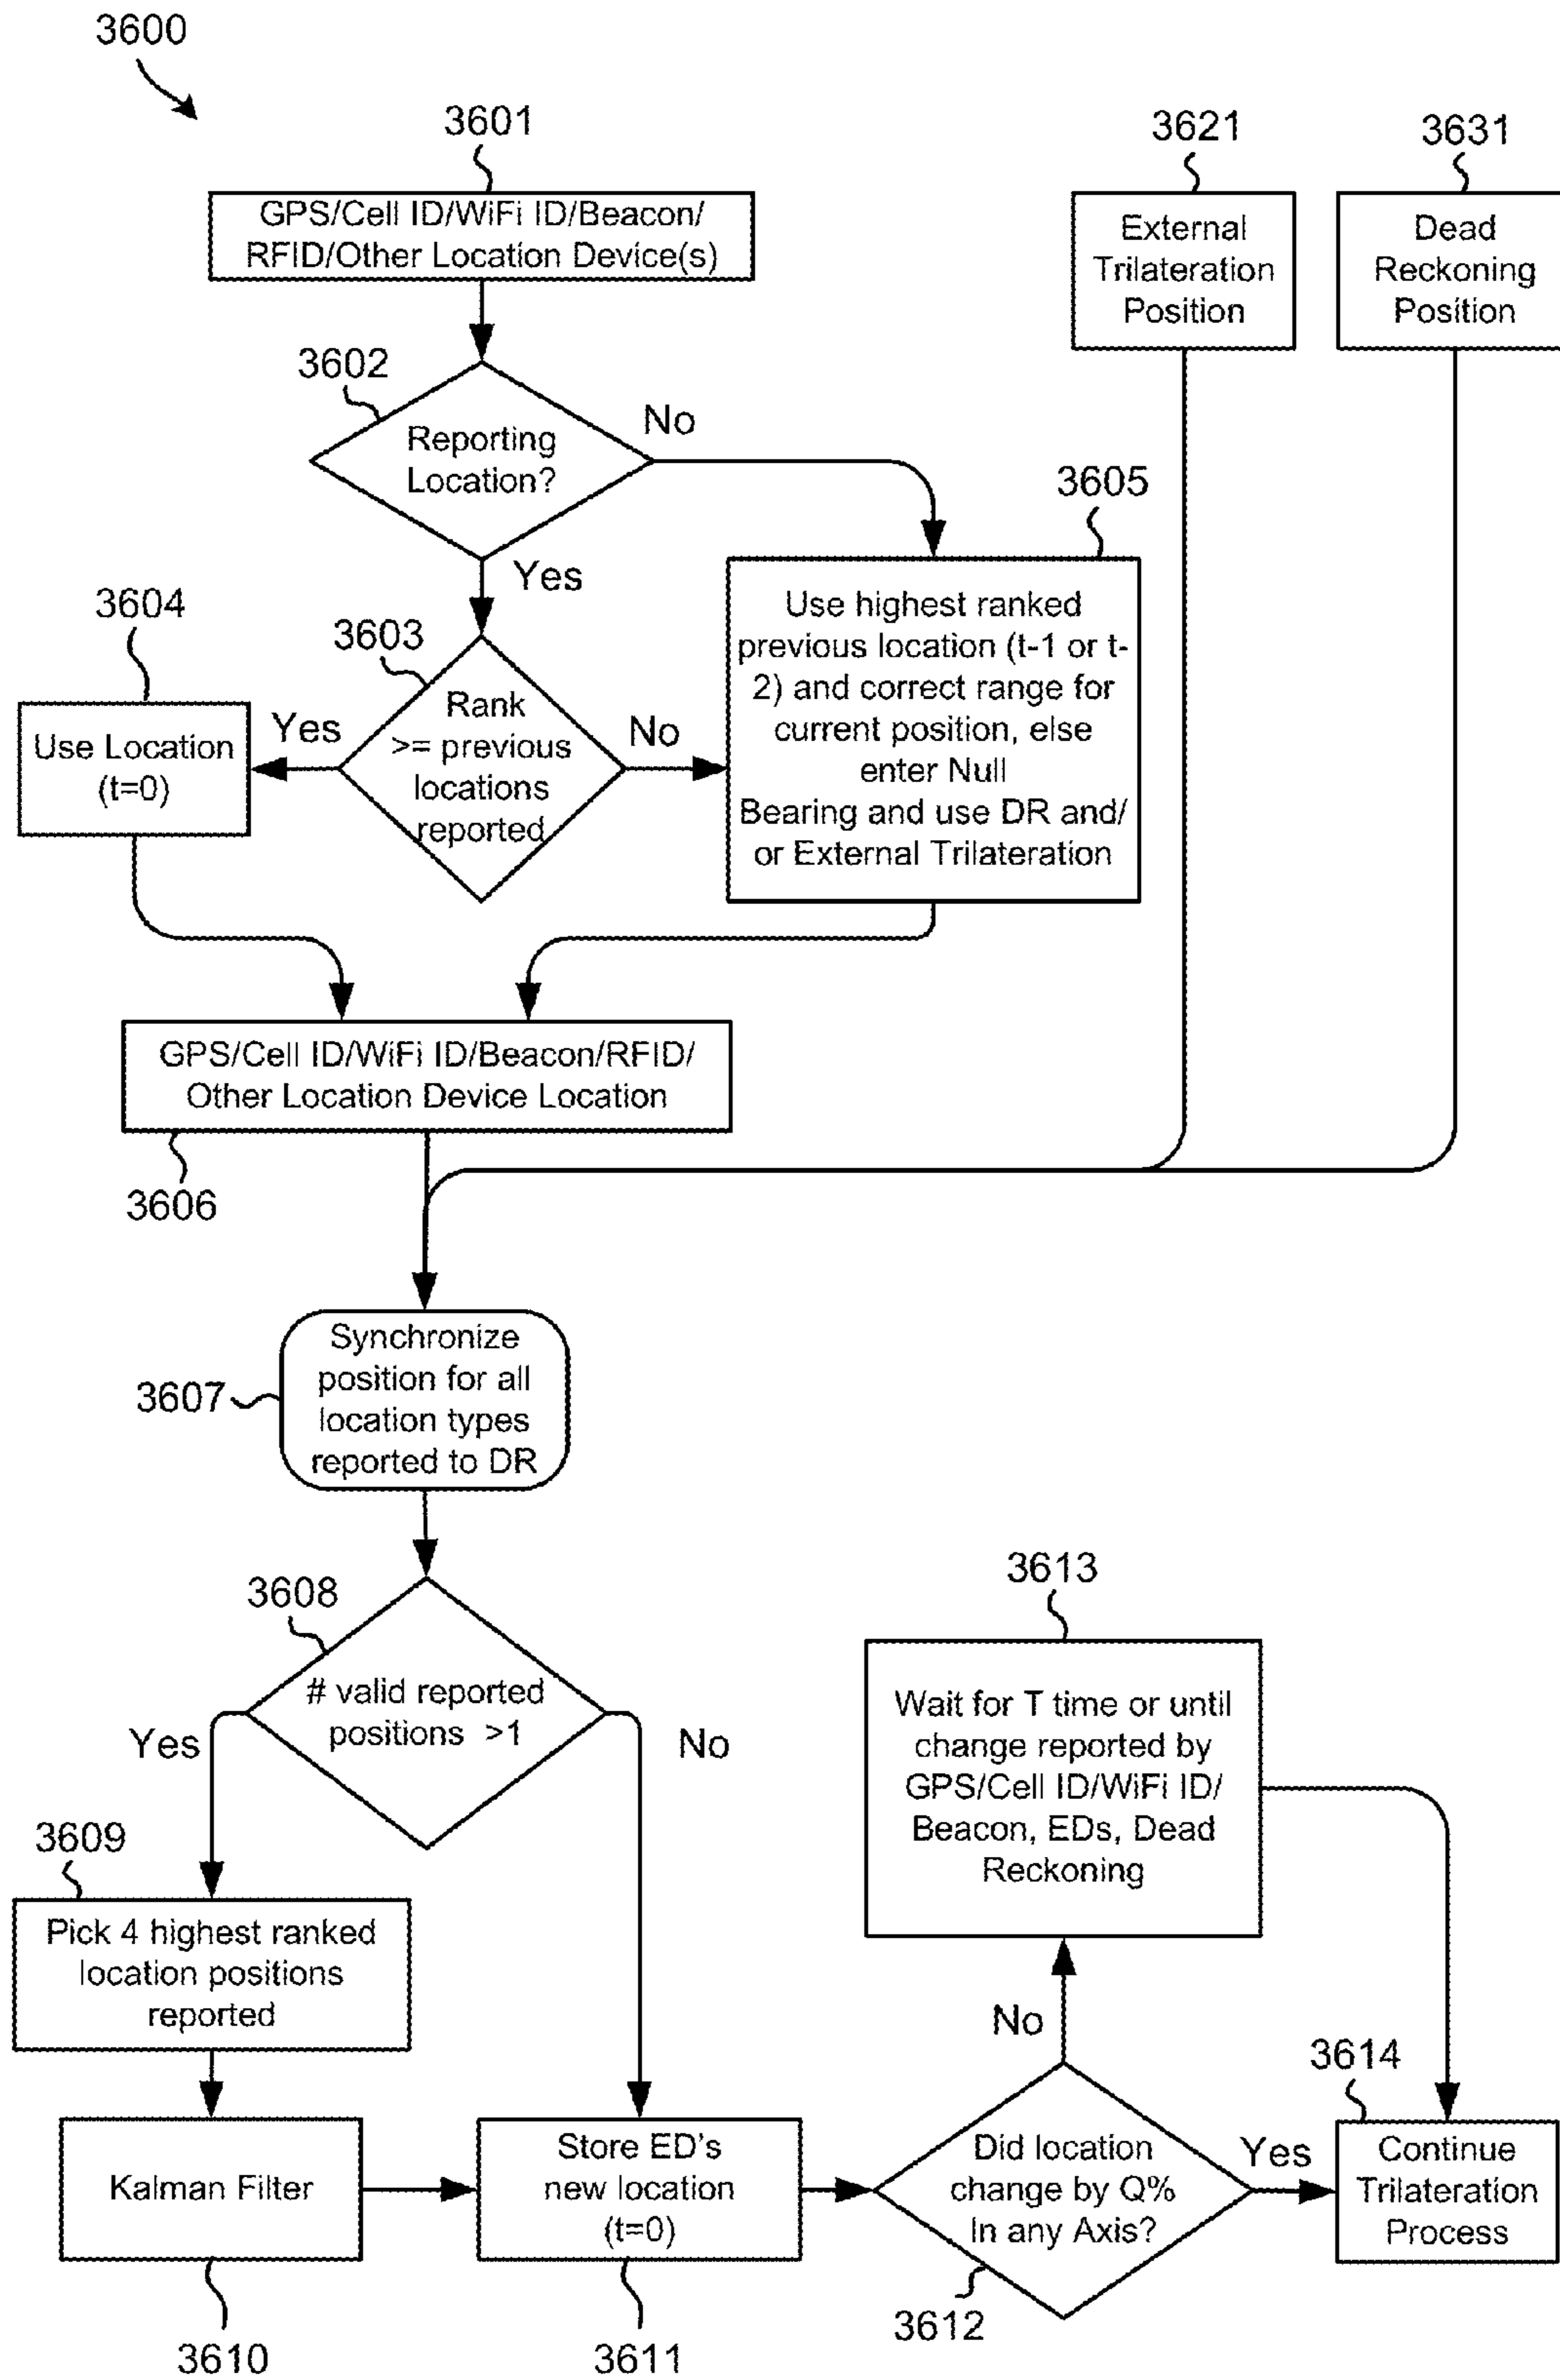 3600
3601
GPS/Cell ID/WiFi ID/Beacon/
RFID/Other Location Device(s)
3621
External
Trilateration
Position
3631
Dead
Reckoning
Position
3602
Reporting
Location?
No
Yes
3603
Rank
>= previous
locations
reported
Yes
No
3604
Use Location
(t=0)
3605
Use highest ranked
previous location (t-1 or t-
2) and correct range for
current position, else
enter Null
Bearing and use DR and/
or External Trilateration
GPS/Cell ID/WiFi ID/Beacon/RFID/
Other Location Device Location
3606
Synchronize
position for all
location types
reported to DR
3607
3608
# valid reported
positions >1
Yes
No
3609
Pick 4 highest ranked
location positions
reported
Kalman Filter
3610
Store ED's
new location
(t=0)
3611
Did location
change by Q%
In any Axis?
3612
No
Yes
3613
Wait for T time or until
change reported by
GPS/Cell ID/WiFi ID/
Beacon, EDs, Dead
Reckoning
3614
Continue
Trilateration
Process